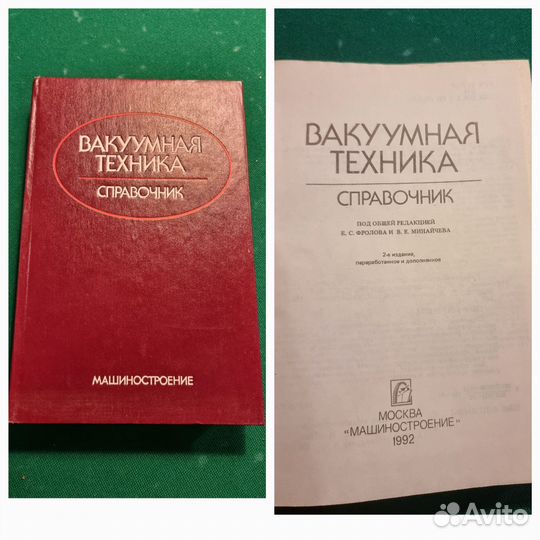 ВАКУУМНАЯ
ТЕХНИКА
СПРАВОЧНИК
МАШИНОСТРОЕНИЕ
ВАКУУМНАЯ
ТЕХНИКА
СПРАВОЧНИК
ПОД ОБЩЕЙ РЕДАКЦИЕЙ
Е. С. ФРОЛОВА И В. Е. МИНАЙЧЕВА
2-е издание,
переработанное и дополненное
МОСКВА
"МАШИНОСТРОЕНИЕ"
1992
Avito